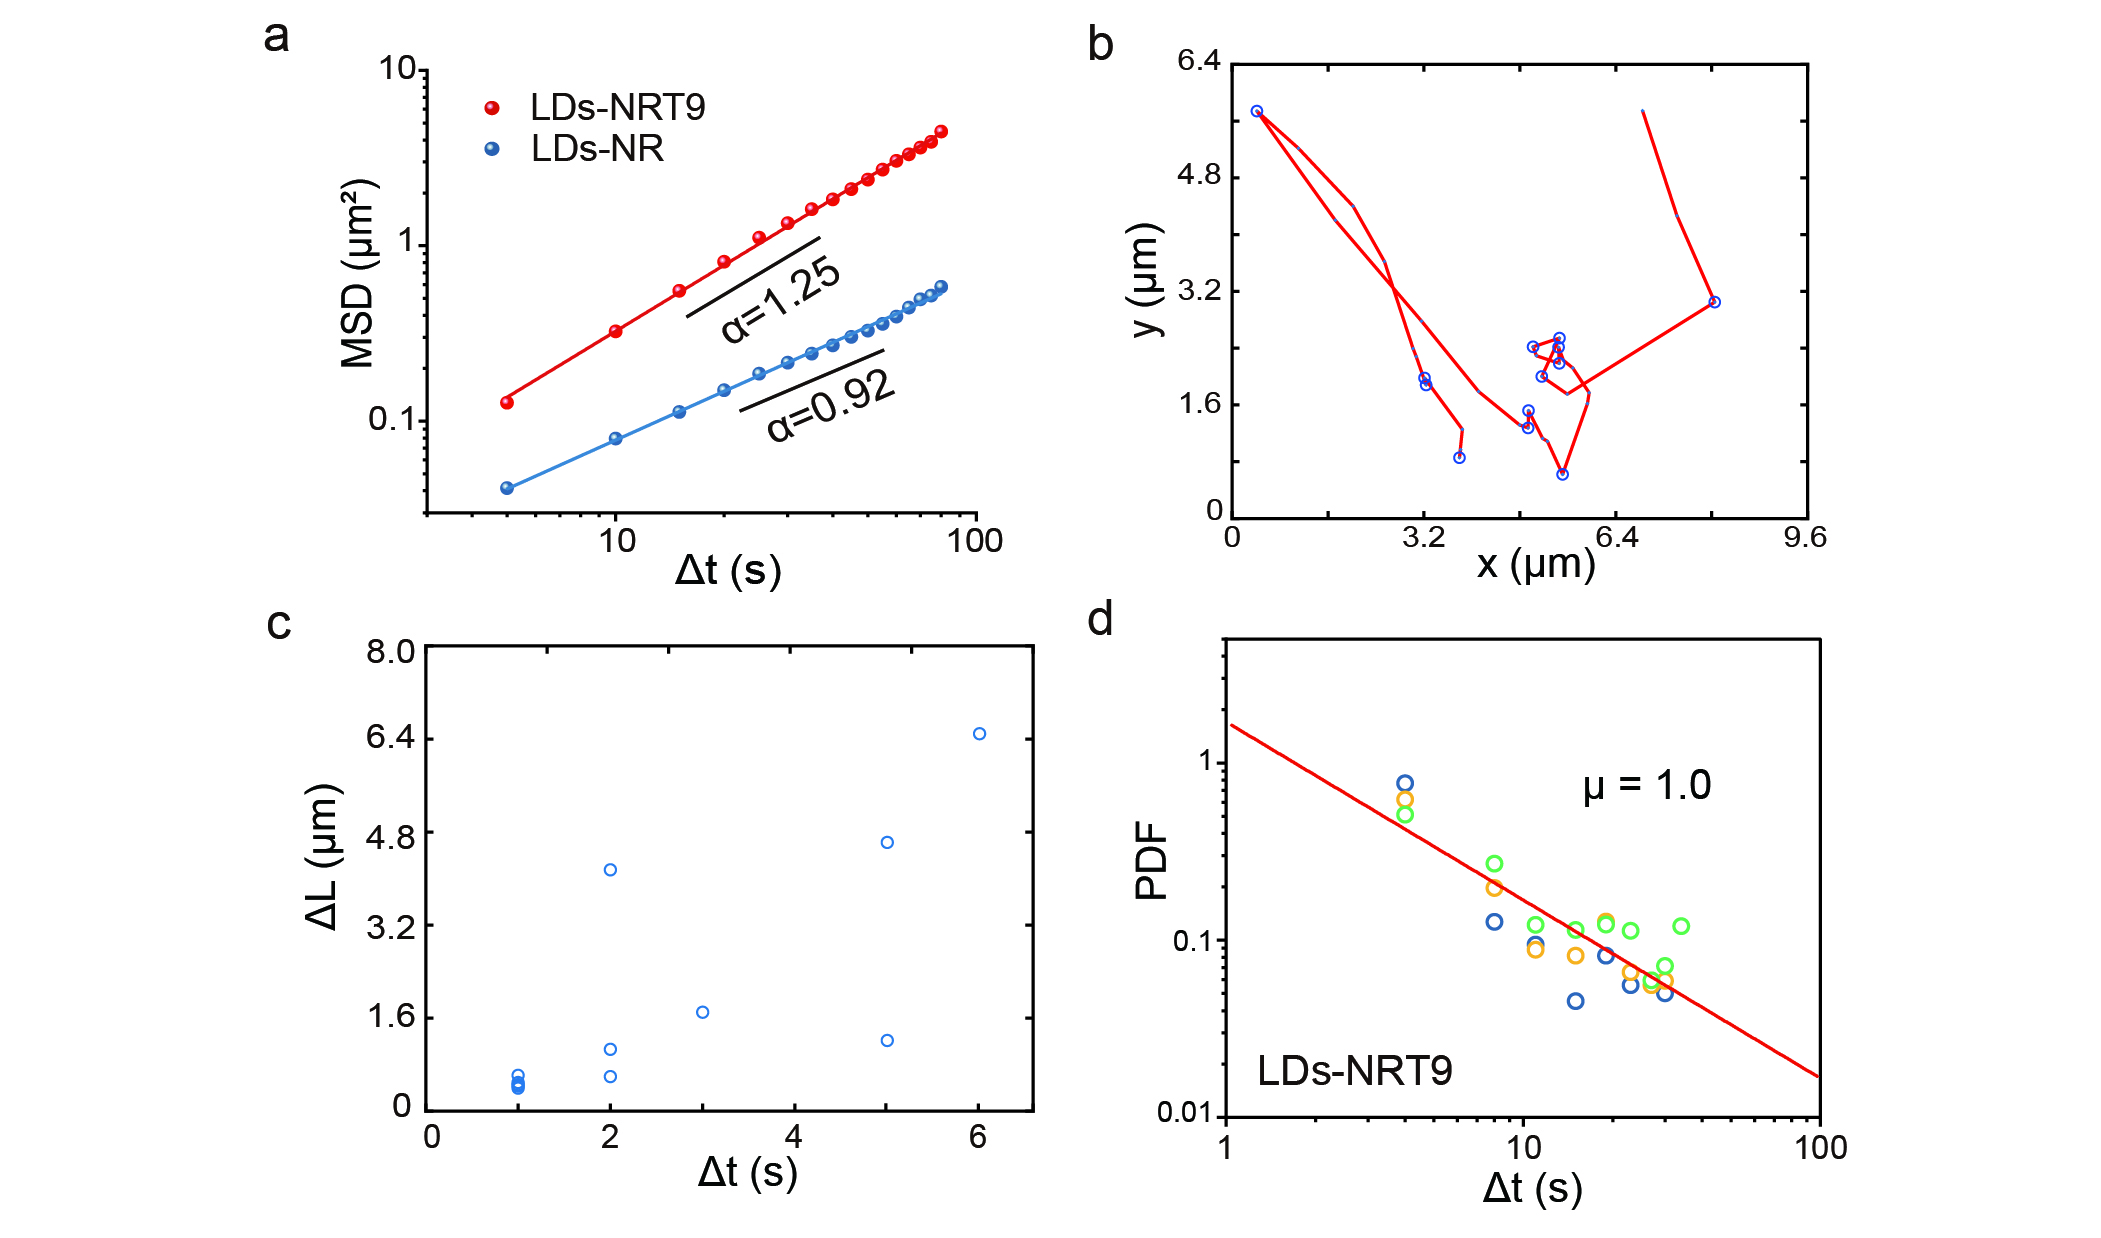 a
10
1
0.1
MSD (µm²)
LDs-NRT9
LDs-NR
α=1.25
α=0.92
10
100
Δt (s)
b
6.4
4.8
3.2
1.6
0
y (µm)
0
3.2
6.4
9.6
x (µm)
c
8.0
6.4
4.8
3.2
1.6
0
ΔL (µm)
0
2
4
6
Δt (s)
d
1
0.1
0.01
PDF
µ = 1.0
LDs-NRT9
1
10
100
Δt (s)